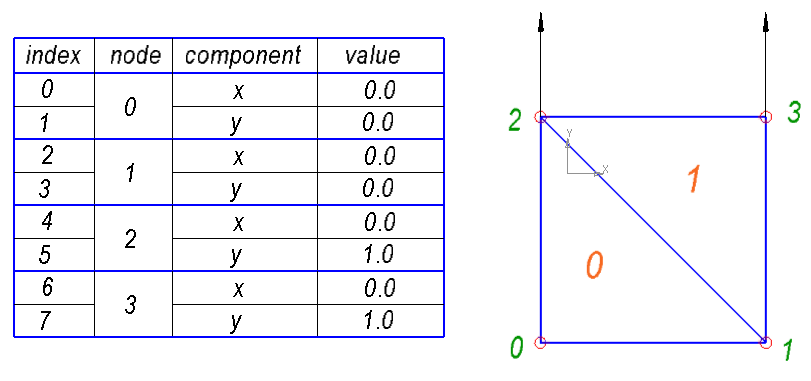 index node component value
0 0 x 0.0
1 y 0.0
2 1 x 0.0
3 y 0.0
4 2 x 0.0
5 y 1.0
6 3 x 0.0
7 y 1.0
2 3
Y
X
1
0
0 1